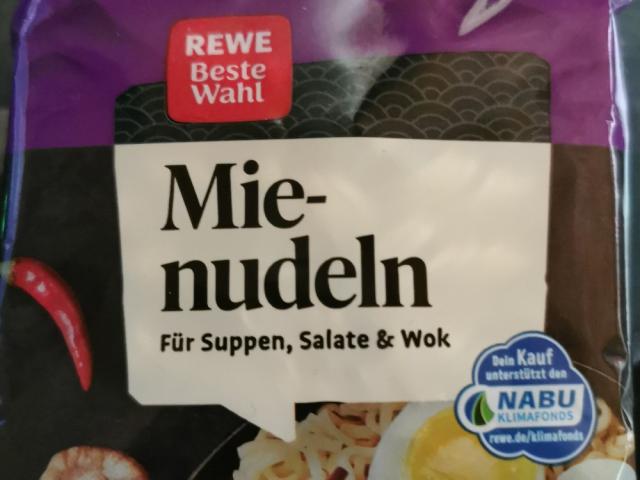 REWE
Beste
Wahl
Mie-
nudeln
Für Suppen, Salate & Wok
Dein Kauf
unterstützt den
NABU
KLIMAFONDS
rewe.de/klimafonds